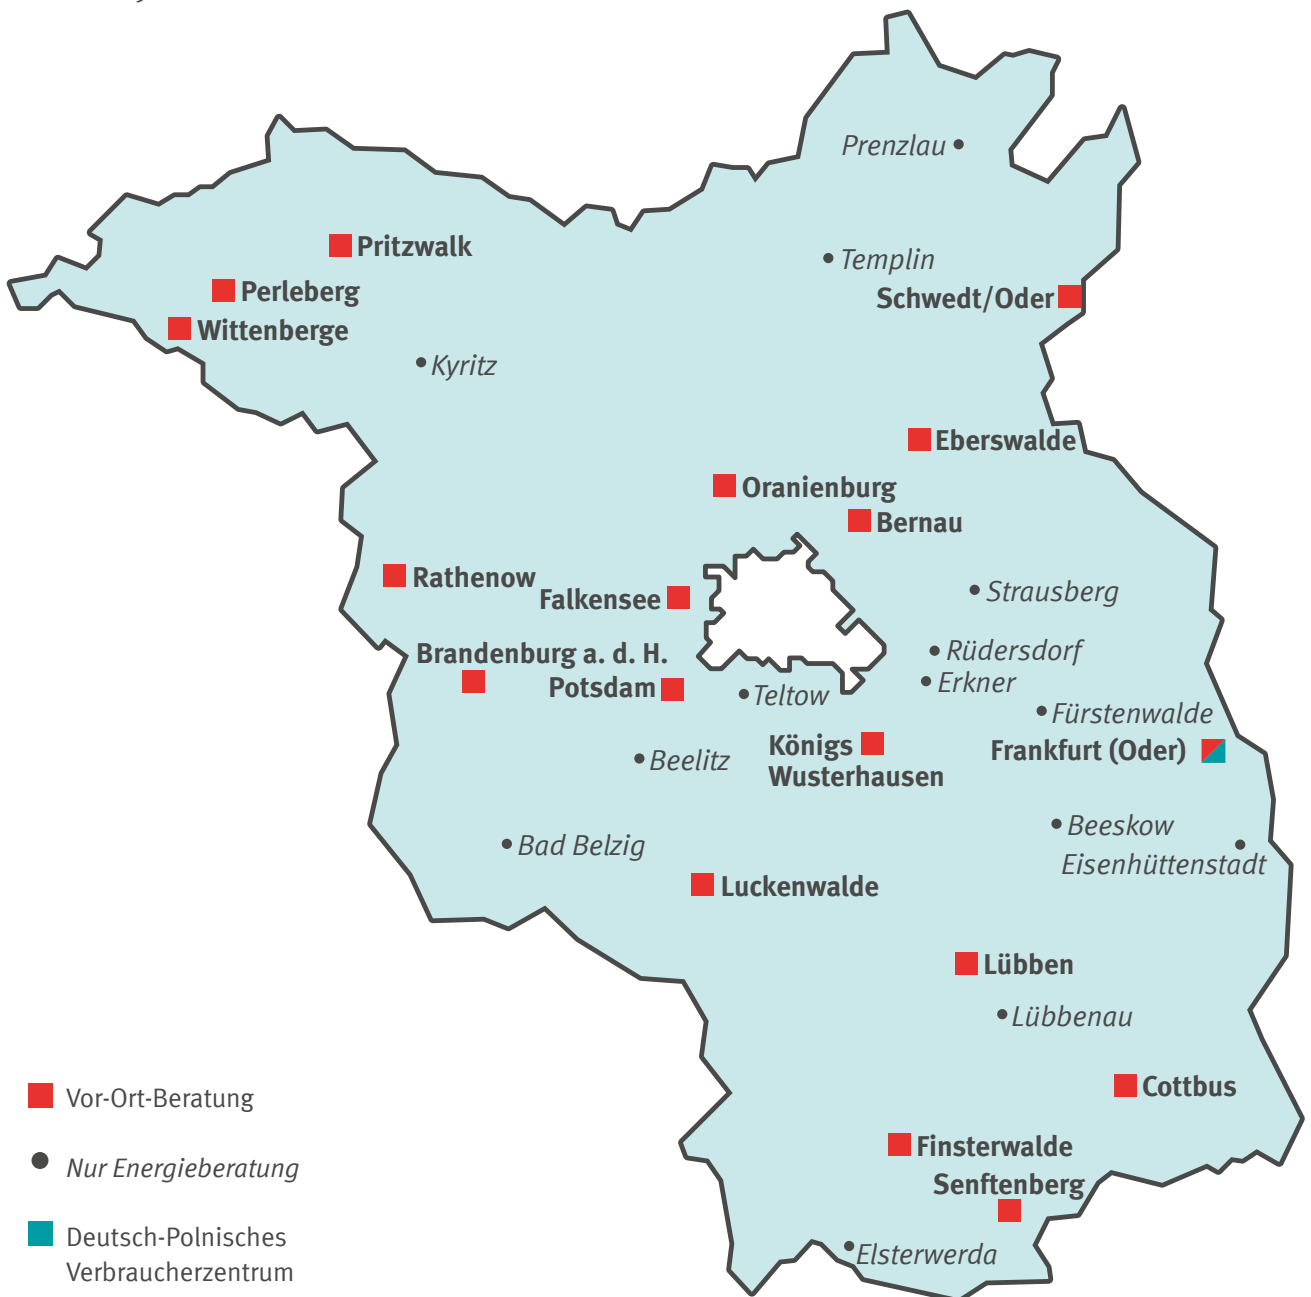 Prenzlau
Pritzwalk
Templin
Perleberg
Schwedt/Oder
Wittenberge
Kyritz
Eberswalde
Oranienburg
Bernau
Rathenow
Strausberg
Falkensee
Brandenburg a. d. H.
Rüdersdorf
Erkner
Potsdam
Teltow
Fürstenwalde
Königs
Wusterhausen
Frankfurt (Oder)
Beelitz
Beeskow
Bad Belzig
Eisenhüttenstadt
Luckenwalde
Lübben
Lübbenau
Cottbus
Finsterwalde
Senftenberg
Elsterwerda
Vor-Ort-Beratung
Nur Energieberatung
Deutsch-Polnisches
Verbraucherzentrum